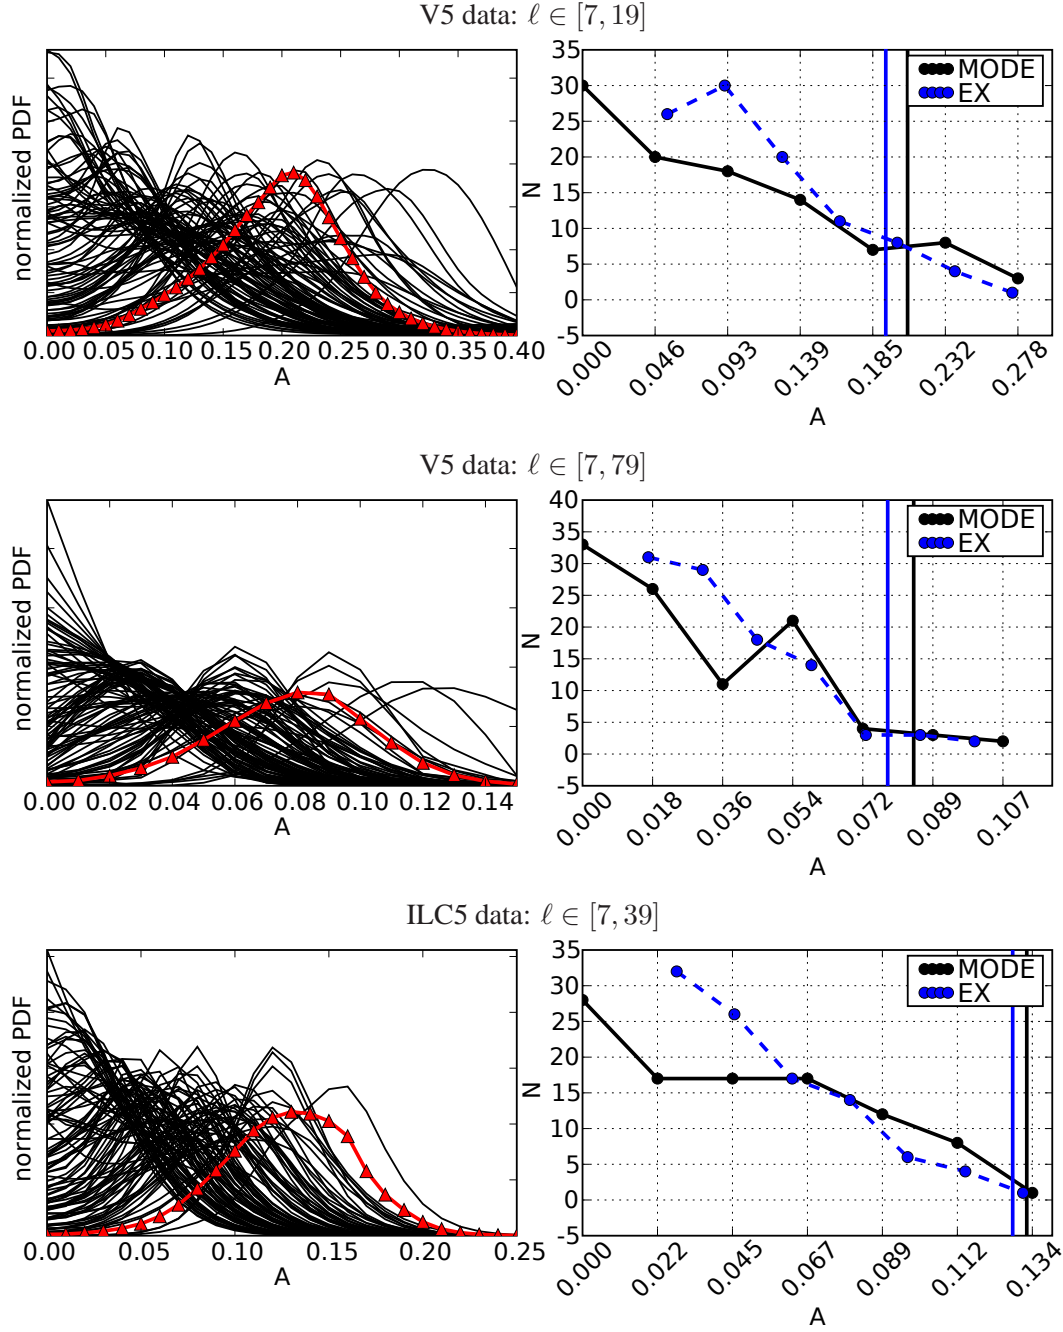 V5 data: ℓ ∈ [7, 19]
normalized PDF
0.00 0.05 0.10 0.15 0.20 0.25 0.30 0.35 0.40
A
35
30
25
20
15
10
5
0
-5
N
MODE
EX
0.000 0.046 0.093 0.139 0.185 0.232 0.278
A
V5 data: ℓ ∈ [7, 79]
normalized PDF
0.00 0.02 0.04 0.06 0.08 0.10 0.12 0.14
A
40
35
30
25
20
15
10
5
0
-5
N
MODE
EX
0.000 0.018 0.036 0.054 0.072 0.089 0.107
A
ILC5 data: ℓ ∈ [7, 39]
normalized PDF
0.00 0.05 0.10 0.15 0.20 0.25
A
35
30
25
20
15
10
5
0
-5
N
MODE
EX
0.000 0.022 0.045 0.067 0.089 0.112 0.134
A